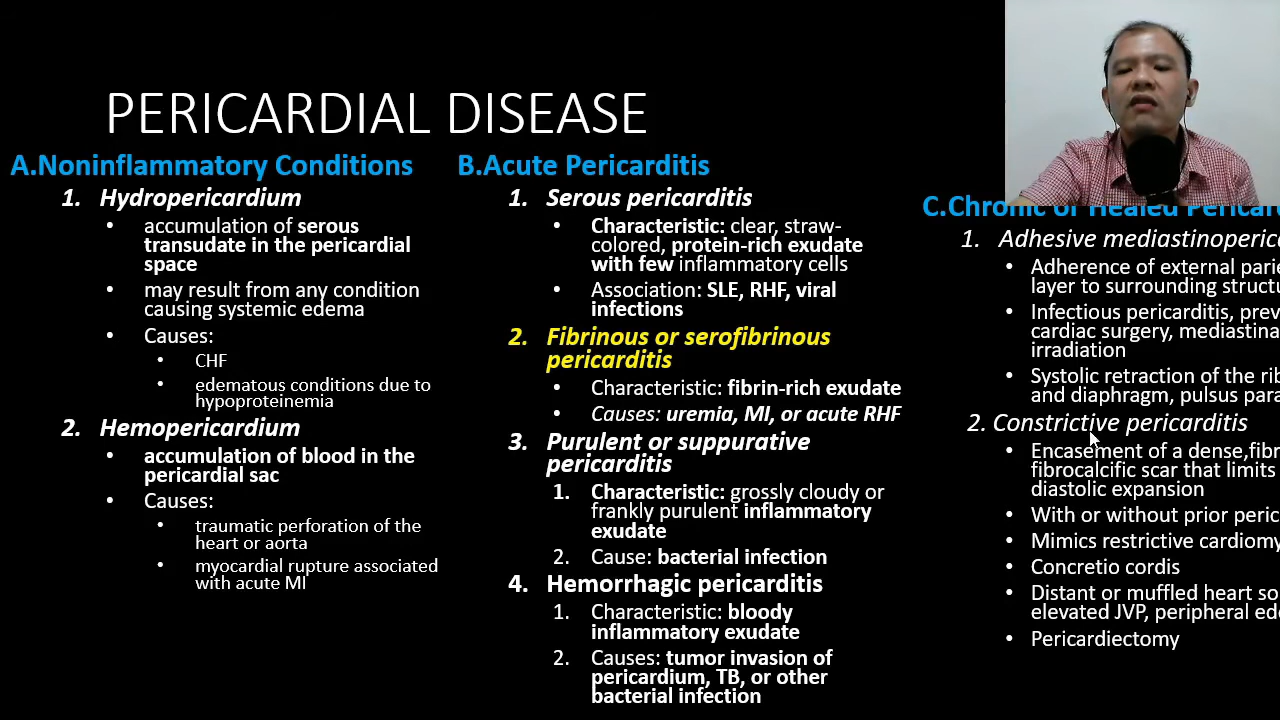 PERICARDIAL DISEASE
A.Noninflammatory Conditions
1. Hydropericardium
• accumulation of serous
transudate in the pericardial
space
• may result from any condition
causing systemic edema
• Causes:
• CHF
• edematous conditions due to
hypoproteinemia
2. Hemopericardium
• accumulation of blood in the
pericardial sac
• Causes:
• traumatic perforation of the
heart or aorta
• myocardial rupture associated
with acute MI
B.Acute Pericarditis
1. Serous pericarditis
• Characteristic: clear, straw-
colored, protein-rich exudate
with few inflammatory cells
• Association: SLE, RHF, viral
infections
2. Fibrinous or serofibrinous
pericarditis
• Characteristic: fibrin-rich exudate
• Causes: uremia, MI, or acute RHF
3. Purulent or suppurative
pericarditis
1. Characteristic: grossly cloudy or
frankly purulent inflammatory
exudate
2. Cause: bacterial infection
4. Hemorrhagic pericarditis
1. Characteristic: bloody
inflammatory exudate
2. Causes: tumor invasion of
pericardium, TB, or other
bacterial infection
C.Chronic or Healed
1. Adhesive
• Adherence of external
layer to surrounding
• Infectious pericarditis,
cardiac surgery,
irradiation
• Systolic retraction of the
and diaphragm, pulsus
2. Constrictive pericarditis
• Encasement of a dense,
fibrocalcific scar that limits
diastolic expansion
• With or without prior
• Mimics restrictive
• Concretio cordis
• Distant or muffled heart
elevated JVP, peripheral
• Pericardiectomy